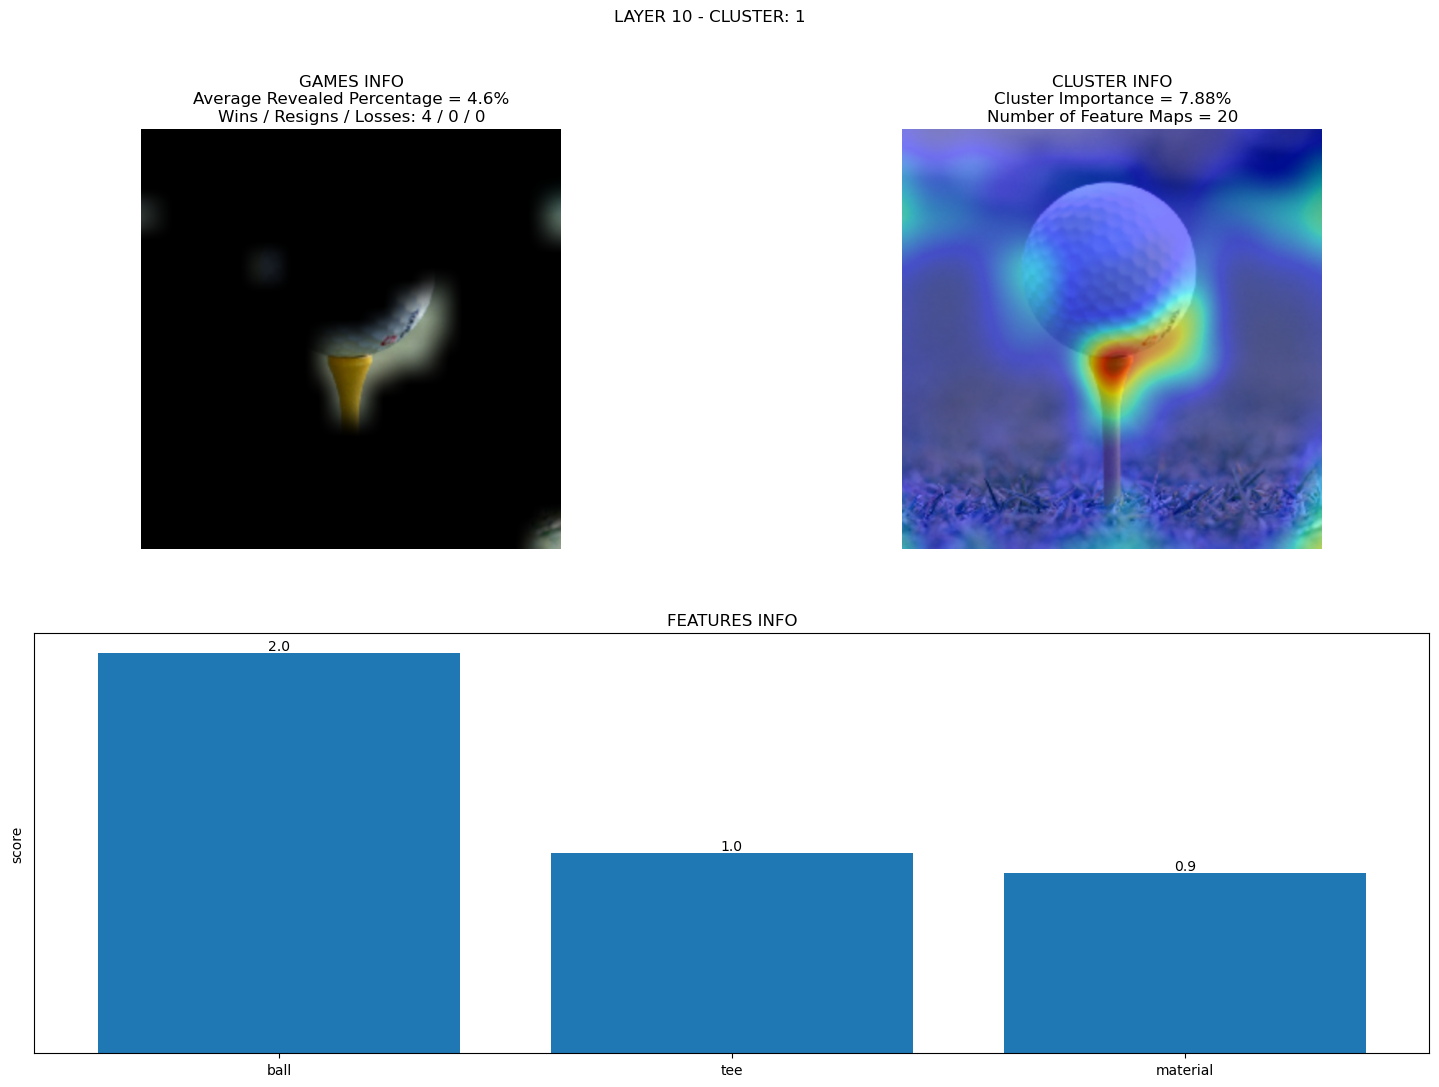 LAYER 10 - CLUSTER: 1
GAMES INFO
Average Revealed Percentage = 4.6%
Wins / Resigns / Losses: 4 / 0 / 0
CLUSTER INFO
Cluster Importance = 7.88%
Number of Feature Maps = 20
FEATURES INFO
score
2.0
1.0
0.9
ball
tee
material